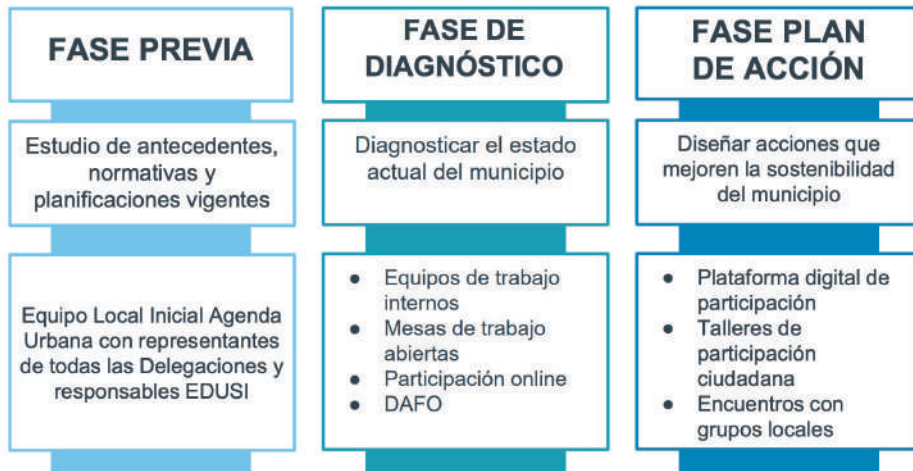 FASE PREVIA
Estudio de antecedentes,
normativas y
planificaciones vigentes
Equipo Local Inicial Agenda
Urbana con representantes
de todas las Delegaciones y
responsables EDUSI
FASE DE
DIAGNÓSTICO
Diagnosticar el estado
actual del municipio
● Equipos de trabajo
internos
● Mesas de trabajo
abiertas
● Participación online
● DAFO
FASE PLAN
DE ACCIÓN
Diseñar acciones que
mejoren la sostenibilidad
del municipio
● Plataforma digital de
participación
● Talleres de
participación
ciudadana
● Encuentros con
grupos locales